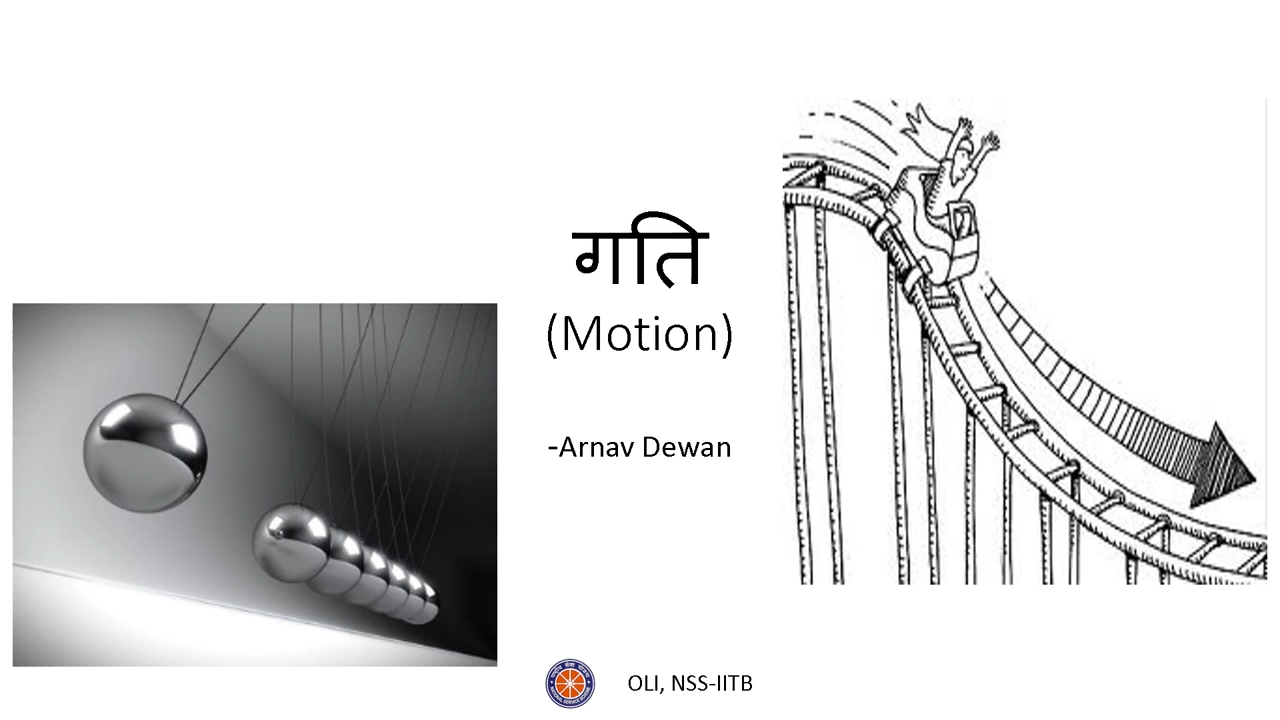 गति
(Motion)
-Arnav Dewan
OLI, NSS-IITB